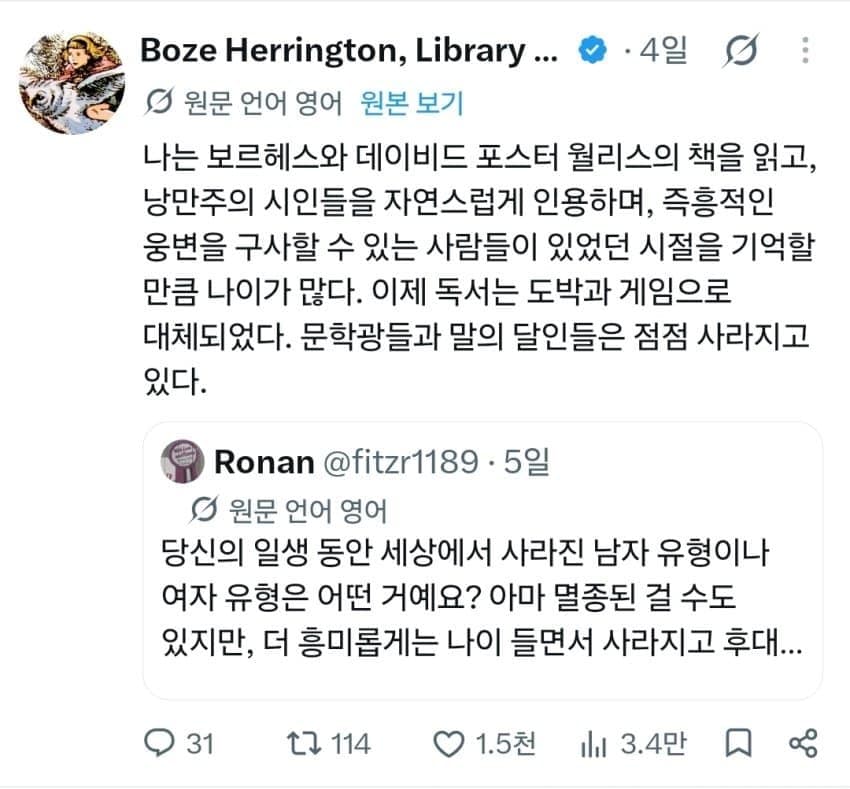 Boze Herrington, Library ... · 4일
원문 언어 영어 원본 보기
나는 보르헤스와 데이비드 포스터 월리스의 책을 읽고,
낭만주의 시인들을 자연스럽게 인용하며, 즉흥적인
웅변을 구사할 수 있는 사람들이 있었던 시절을 기억할
만큼 나이가 많다. 이제 독서는 도박과 게임으로
대체되었다. 문학광들과 말의 달인들은 점점 사라지고
있다.
Ronan @fitzr1189 · 5일
원문 언어 영어
당신의 일생 동안 세상에서 사라진 남자 유형이나
여자 유형은 어떤 거예요? 아마 멸종된 걸 수도
있지만, 더 흥미롭게는 나이 들면서 사라지고 후대...
31 114 1.5천 3.4만